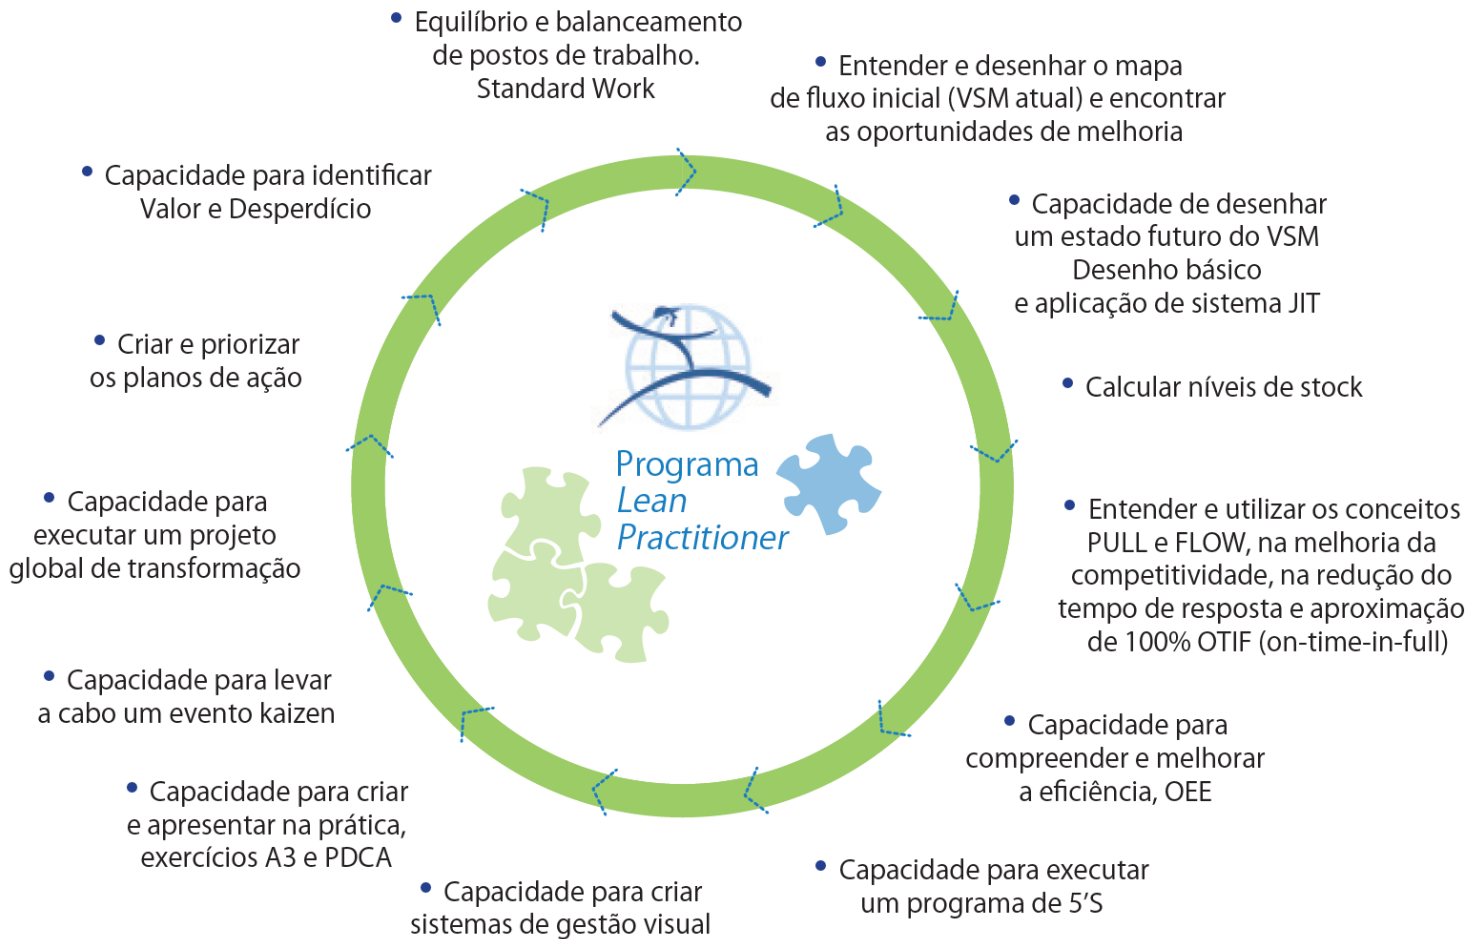 • Equilíbrio e balanceamento
de postos de trabalho.
Standard Work
• Entender e desenhar o mapa
de fluxo inicial (VSM atual) e encontrar
as oportunidades de melhoria
• Capacidade de desenhar
um estado futuro do VSM
Desenho básico
e aplicação de sistema JIT
• Calcular níveis de stock
• Entender e utilizar os conceitos
PULL e FLOW, na melhoria da
competitividade, na redução do
tempo de resposta e aproximação
de 100% OTIF (on-time-in-full)
• Capacidade para
compreender e melhorar
a eficiência, OEE
• Capacidade para executar
um programa de 5’S
• Capacidade para criar
sistemas de gestão visual
• Capacidade para criar
e apresentar na prática,
exercícios A3 e PDCA
• Capacidade para levar
a cabo um evento kaizen
• Capacidade para
executar um projeto
global de transformação
• Criar e priorizar
os planos de ação
• Capacidade para identificar
Valor e Desperdício
Programa
Lean
Practitioner